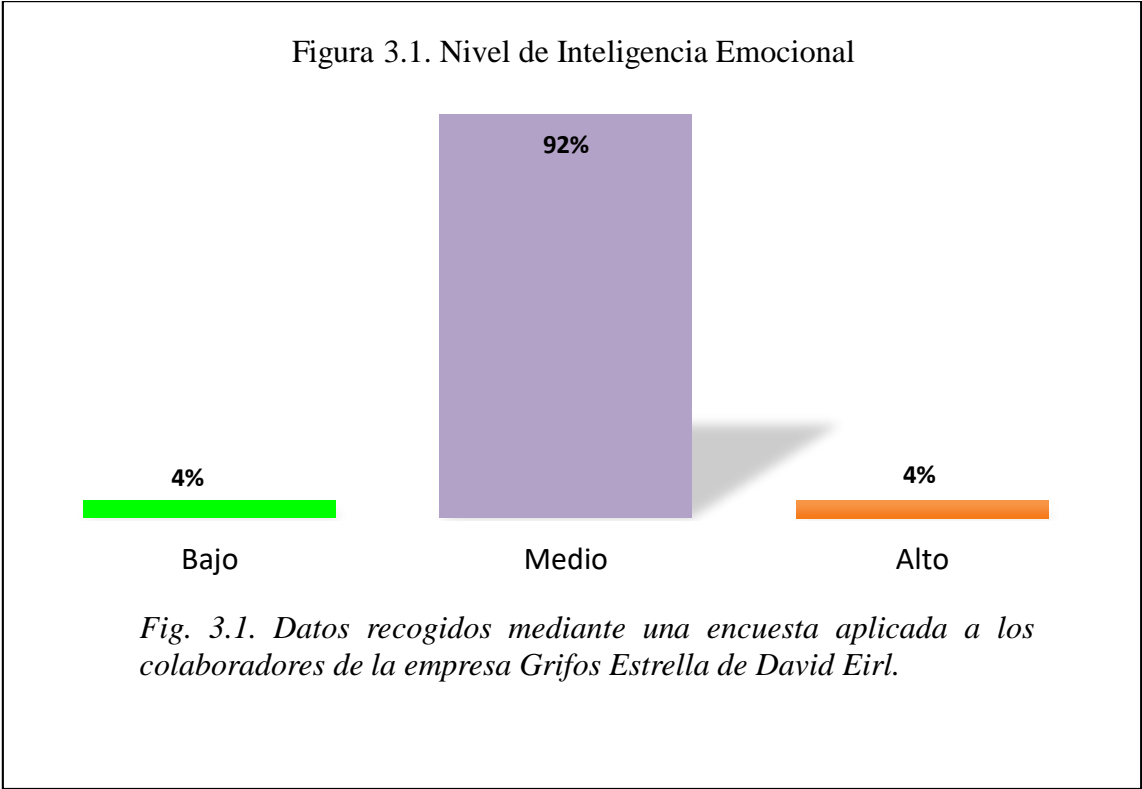 Figura 3.1. Nivel de Inteligencia Emocional
92%
4%
4%
Bajo
Medio
Alto
Fig. 3.1. Datos recogidos mediante una encuesta aplicada a los
colaboradores de la empresa Grifos Estrella de David Eirl.